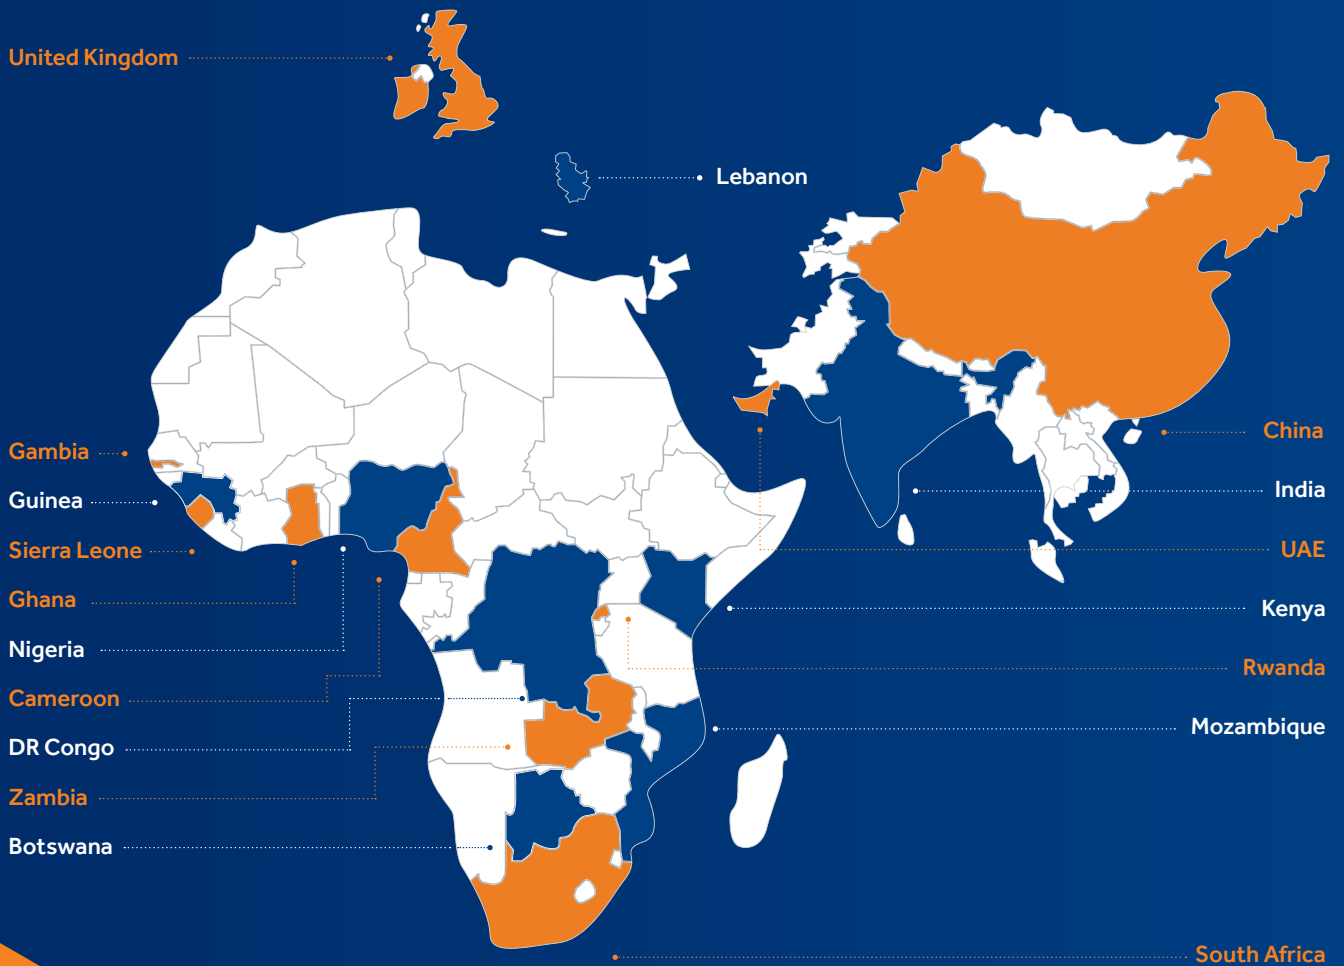 United Kingdom
Lebanon
Gambia
Guinea
Sierra Leone
Ghana
Nigeria
Cameroon
DR Congo
Zambia
Botswana
China
India
UAE
Kenya
Rwanda
Mozambique
South Africa